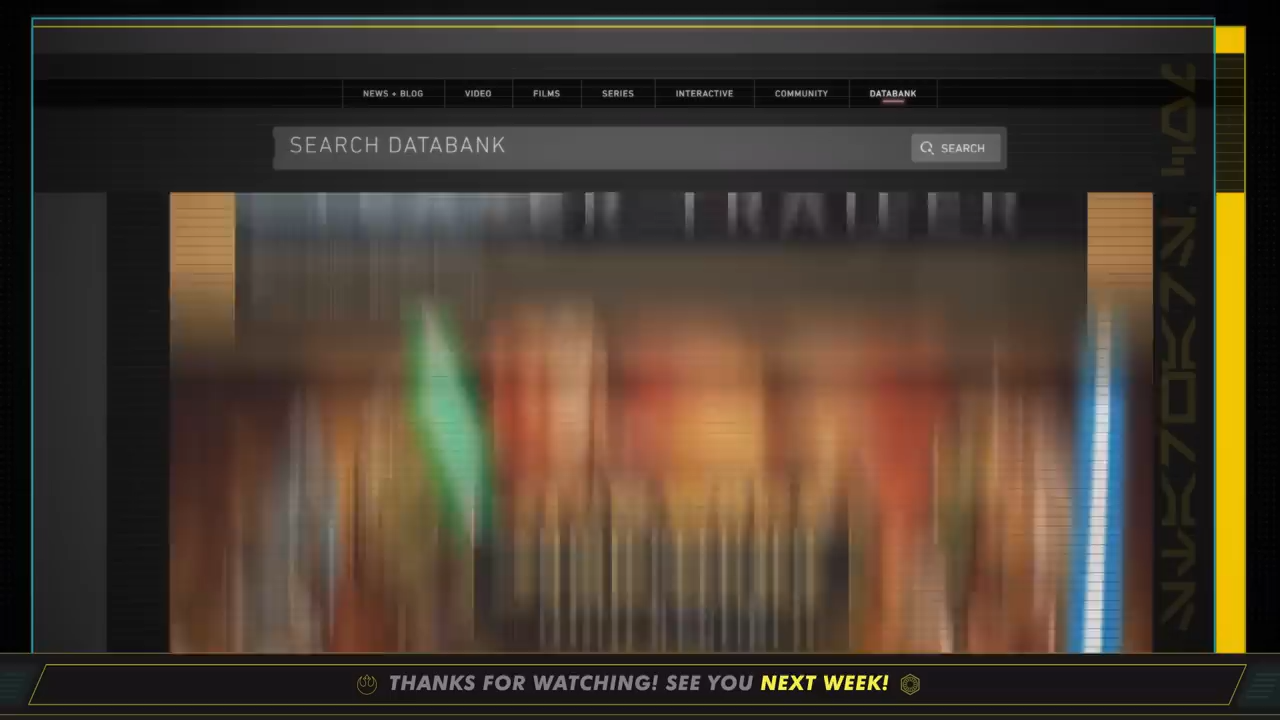 NEWS + BLOG
VIDEO
FILMS
SERIES
INTERACTIVE
COMMUNITY
DATABANK
SEARCH DATABANK
SEARCH
THANKS FOR WATCHING! SEE YOU NEXT WEEK!